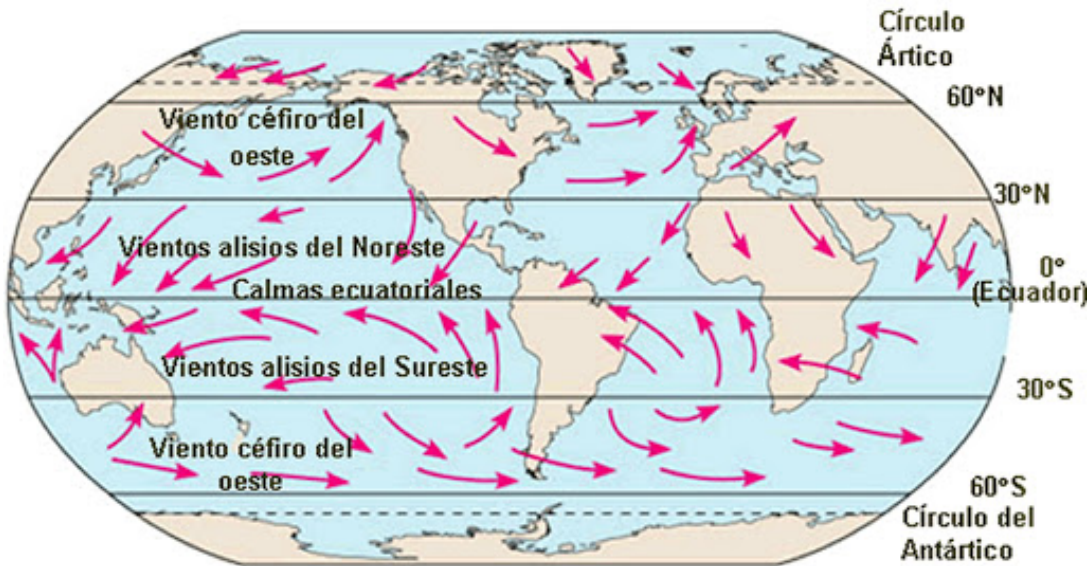 Círculo
Ártico
60°N
Viento céfiro del
oeste
30°N
Vientos alisios del Noreste
0°
(Ecuador)
Calmas ecuatoriales
Vientos alisios del Sureste
30°S
Viento céfiro del
oeste
60°S
Círculo del
Antártico